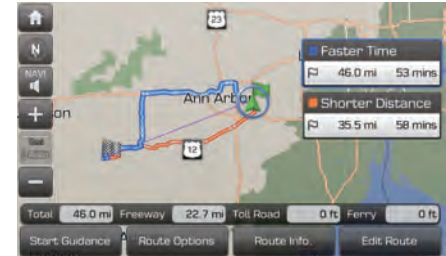 23
Faster Time
N
46.0 mi 53 mins
NAVI
Ann Arbor
Shorter Distance
on
35.5 mi 58 mins
12
Total 46.0 mi Freeway 22.7 mi Toll Road 0 ft Ferry 0 ft
Start Guidance Route Options Route Info. Edit Route